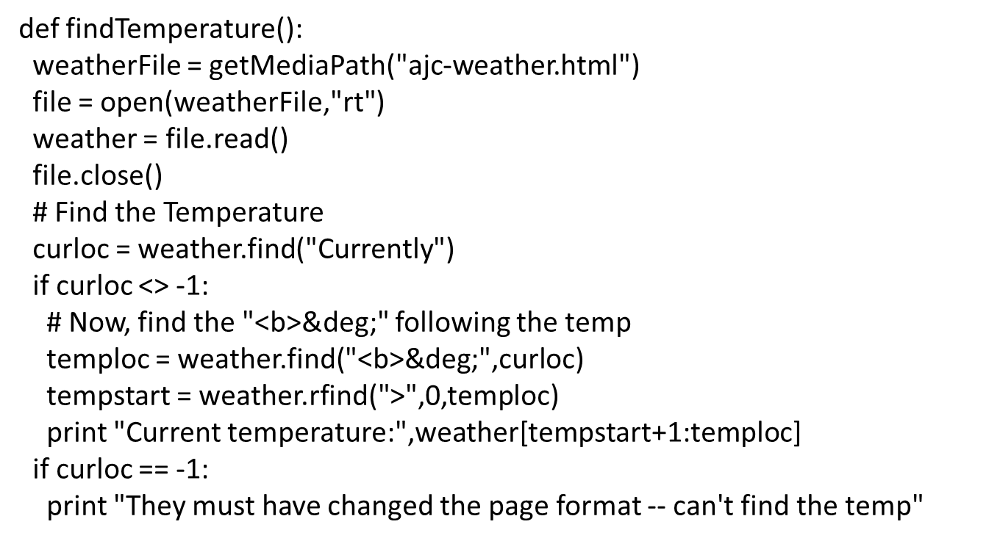 def findTemperature():
weatherFile = getMediaPath("ajc-weather.html")
file = open(weatherFile,"rt")
weather = file.read()
file.close()
# Find the Temperature
curloc = weather.find("Currently")
if curloc <> -1:
# Now, find the "<b>&deg;" following the temp
temploc = weather.find("<b>&deg;",curloc)
tempstart = weather.rfind(">",0,temploc)
print "Current temperature:",weather[tempstart+1:temploc]
if curloc == -1:
print "They must have changed the page format -- can't find the temp"